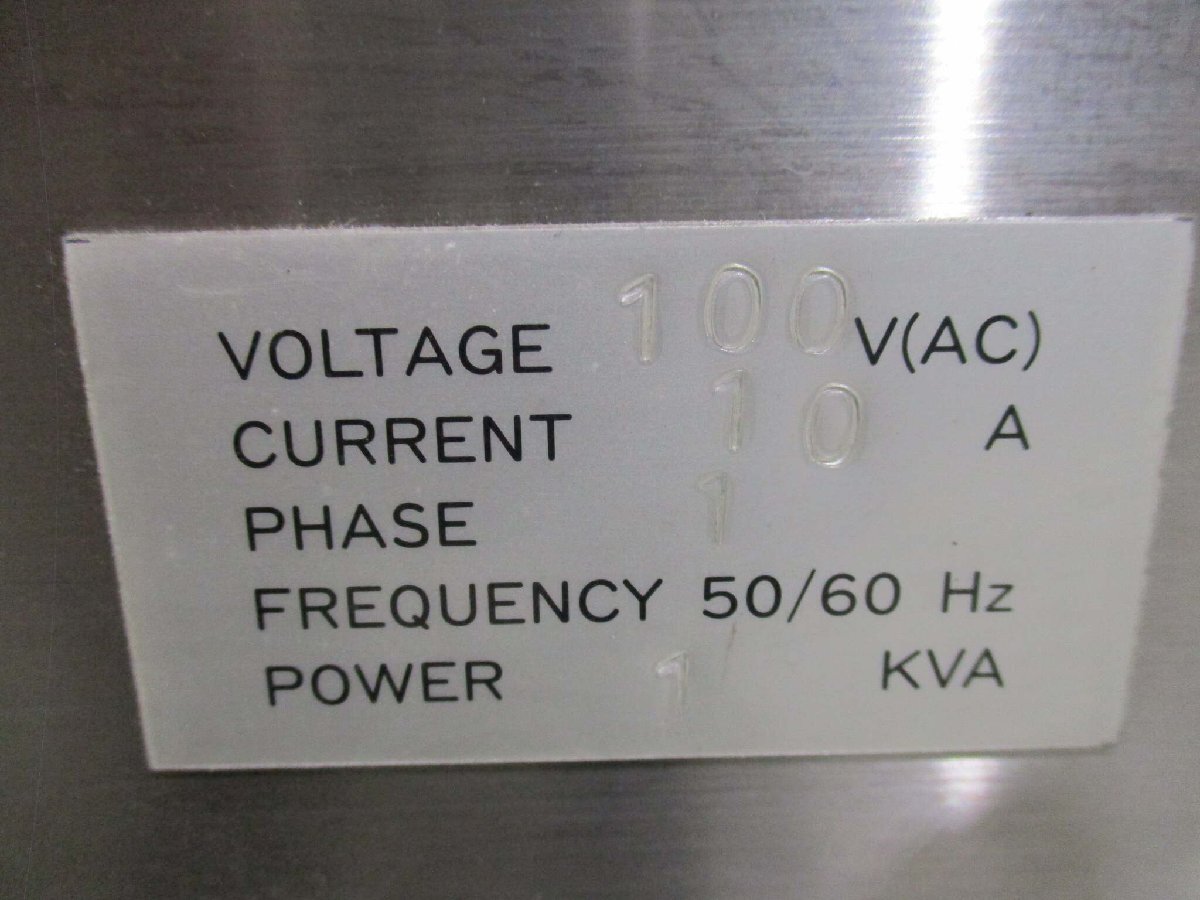 VOLTAGE 100 V(AC)
CURRENT 10 A
PHASE 1
FREQUENCY 50/60 Hz
POWER 1 KVA